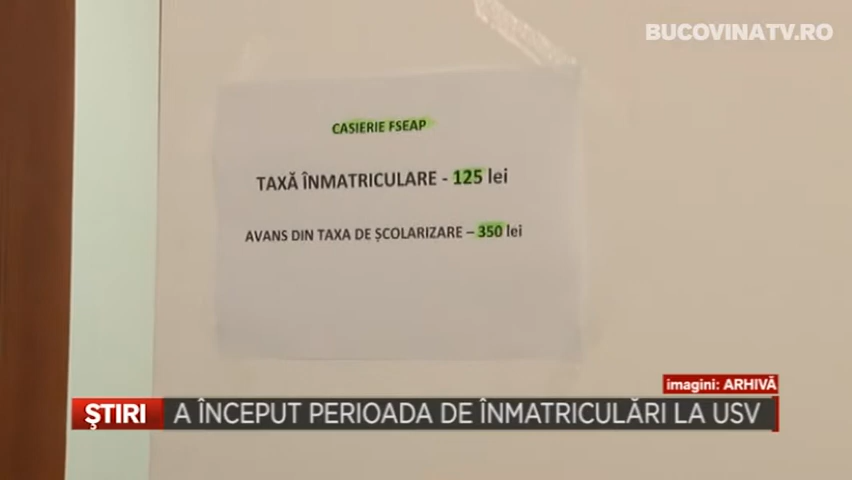 BUCOVINATV.RO
CASIERIE FSEAP
TAXĂ ÎNMATRICULARE - 125 lei
AVANS DIN TAXA DE ȘCOLARIZARE – 350 lei
imagini: ARHIVĂ
ŞTIRI A ÎNCEPUT PERIOADA DE ÎNMATRICULĂRI LA USV